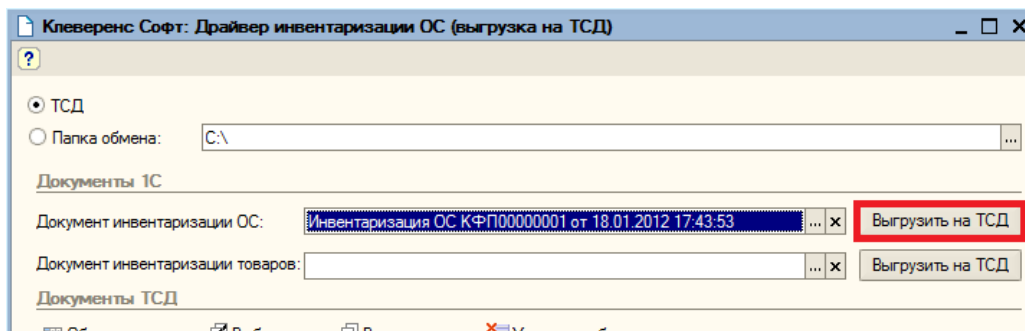 Клеверенс Софт: Драйвер инвентаризации ОС (выгрузка на ТСД)
?
ТСД
Папка обмена: C:\ ...
Документы 1С
Документ инвентаризации ОС: Инвентаризация ОС КФП00000001 от 18.01.2012 17:43:53 ... x Выгрузить на ТСД
Документ инвентаризации товаров: ... x Выгрузить на ТСД
Документы ТСД